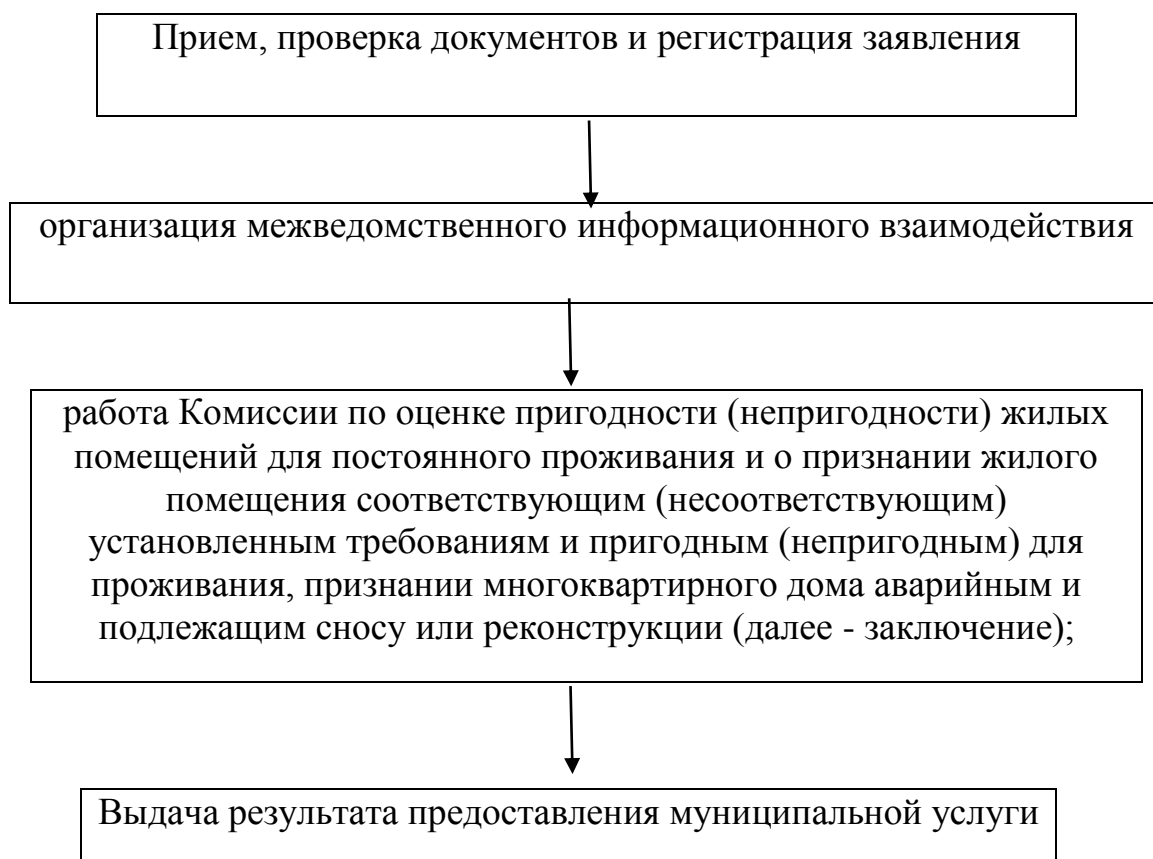 Прием, проверка документов и регистрация заявления
организация межведомственного информационного взаимодействия
работа Комиссии по оценке пригодности (непригодности) жилых
помещений для постоянного проживания и о признании жилого
помещения соответствующим (несоответствующим)
установленным требованиям и пригодным (непригодным) для
проживания, признании многоквартирного дома аварийным и
подлежащим сносу или реконструкции (далее - заключение);
Выдача результата предоставления муниципальной услуги